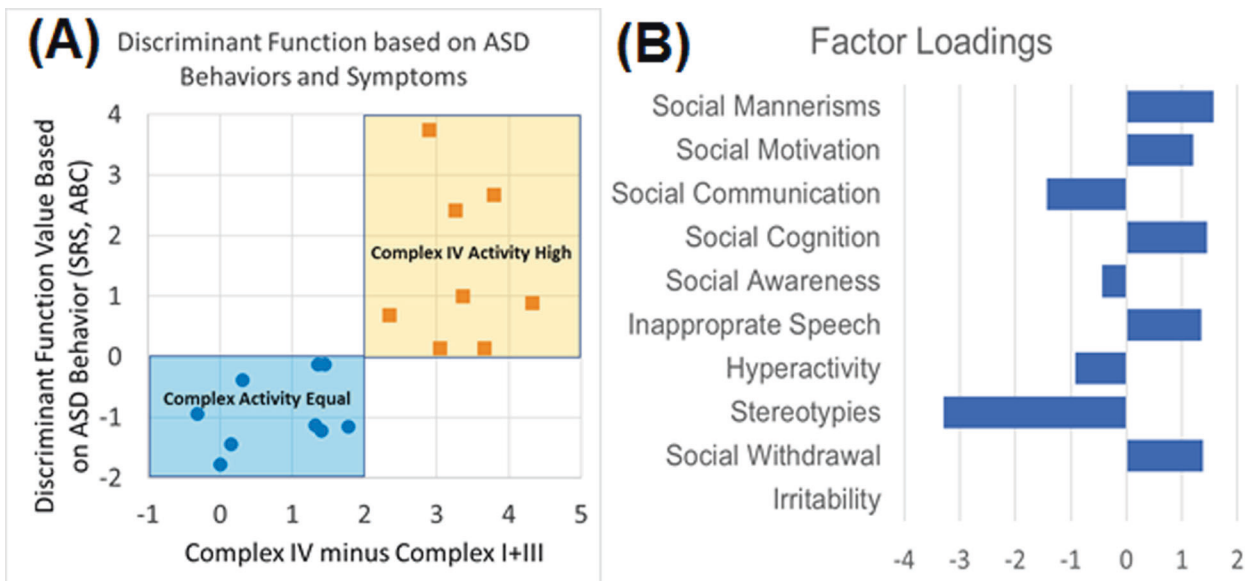 (A) Discriminant Function based on ASD
Behaviors and Symptoms
Discriminant Function Value Based
on ASD Behavior (SRS, ABC)
4
3
2
1
0
-1
-2
Complex IV Activity High
Complex Activity Equal
-1 0 1 2 3 4 5
Complex IV minus Complex I+III
(B) Factor Loadings
Social Mannerisms
Social Motivation
Social Communication
Social Cognition
Social Awareness
Inapproprate Speech
Hyperactivity
Stereotypies
Social Withdrawal
Irritability
-4 -3 -2 -1 0 1 2